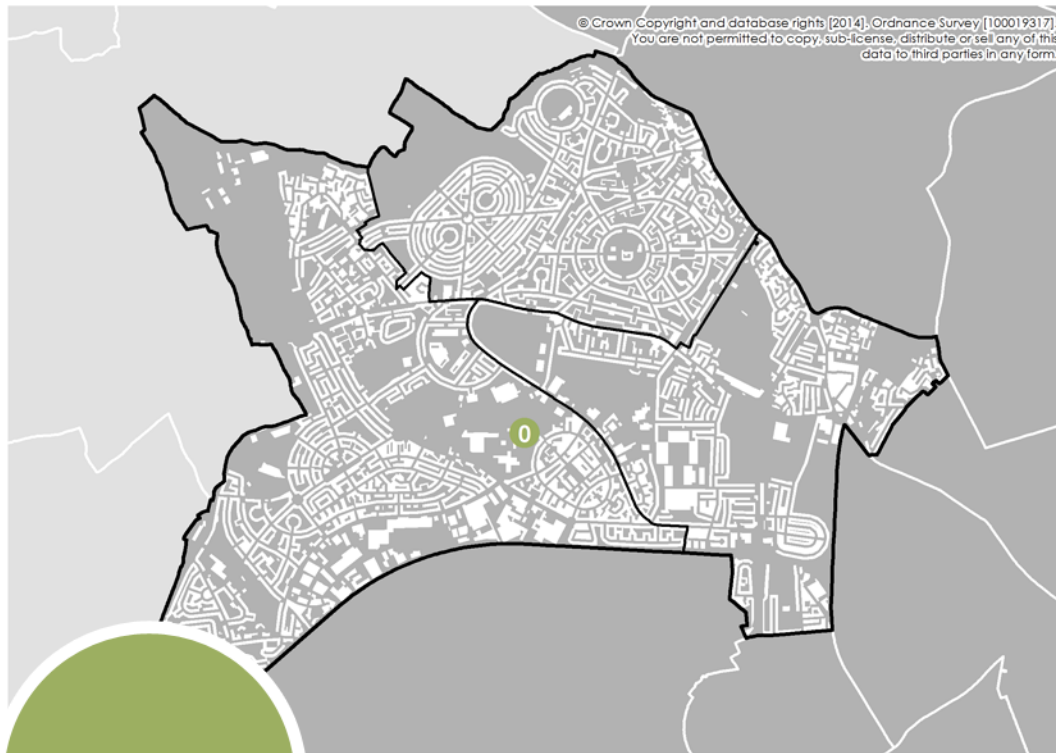 © Crown Copyright and database rights [2014]. Ordnance Survey [100019317].
You are not permitted to copy, sub-license, distribute or sell any of this
data to third parties in any form.
0